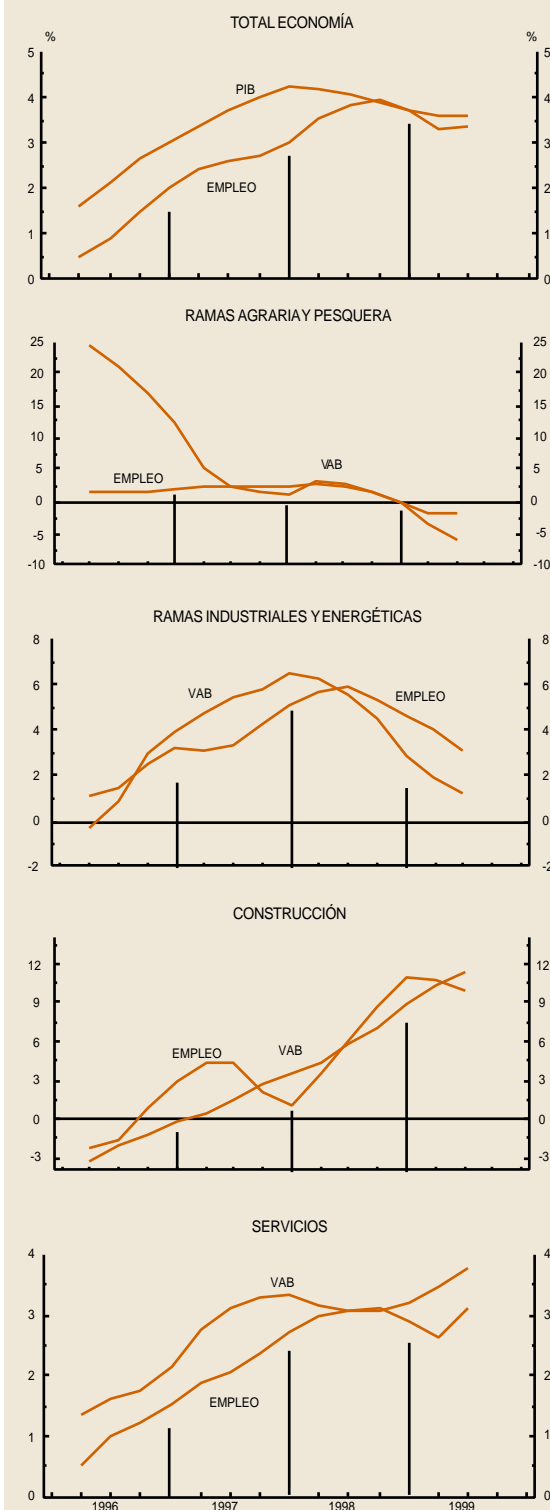 TOTAL ECONOMÍA
% %
5 5
PIB
4 4
3 3
EMPLEO
2 2
1 1
0 0
RAMAS AGRARIA Y PESQUERA
25 25
20 20
15 15
10 10
EMPLEO VAB
5 5
0 0
-5 -5
-10 -10
RAMAS INDUSTRIALES Y ENERGÉTICAS
8 8
VAB EMPLEO
6 6
4 4
2 2
0 0
-2 -2
CONSTRUCCIÓN
12 12
9 9
6 6
EMPLEO VAB
3 3
0 0
-3 -3
SERVICIOS
4 4
VAB
3 3
2 2
EMPLEO
1 1
0 0
1996 1997 1998 1999